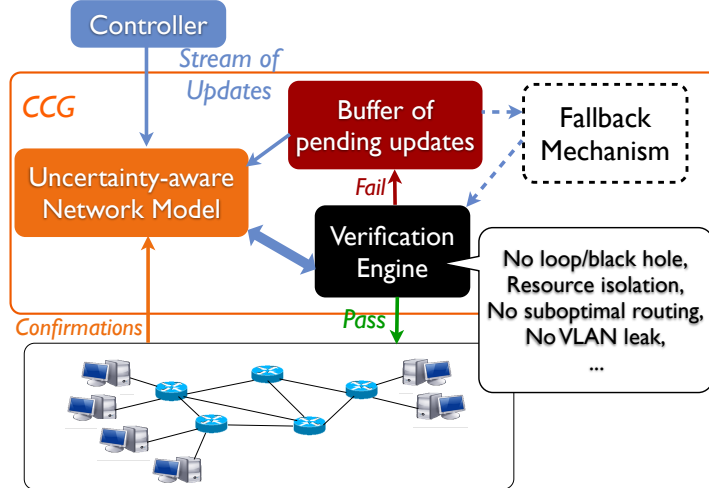 Controller
Stream of
Updates
CCG
Buffer of
pending updates
Fallback
Mechanism
Uncertainty-aware
Network Model
Fail
Verification
Engine
No loop/black hole,
Resource isolation,
No suboptimal routing,
No VLAN leak,
...
Confirmations
Pass